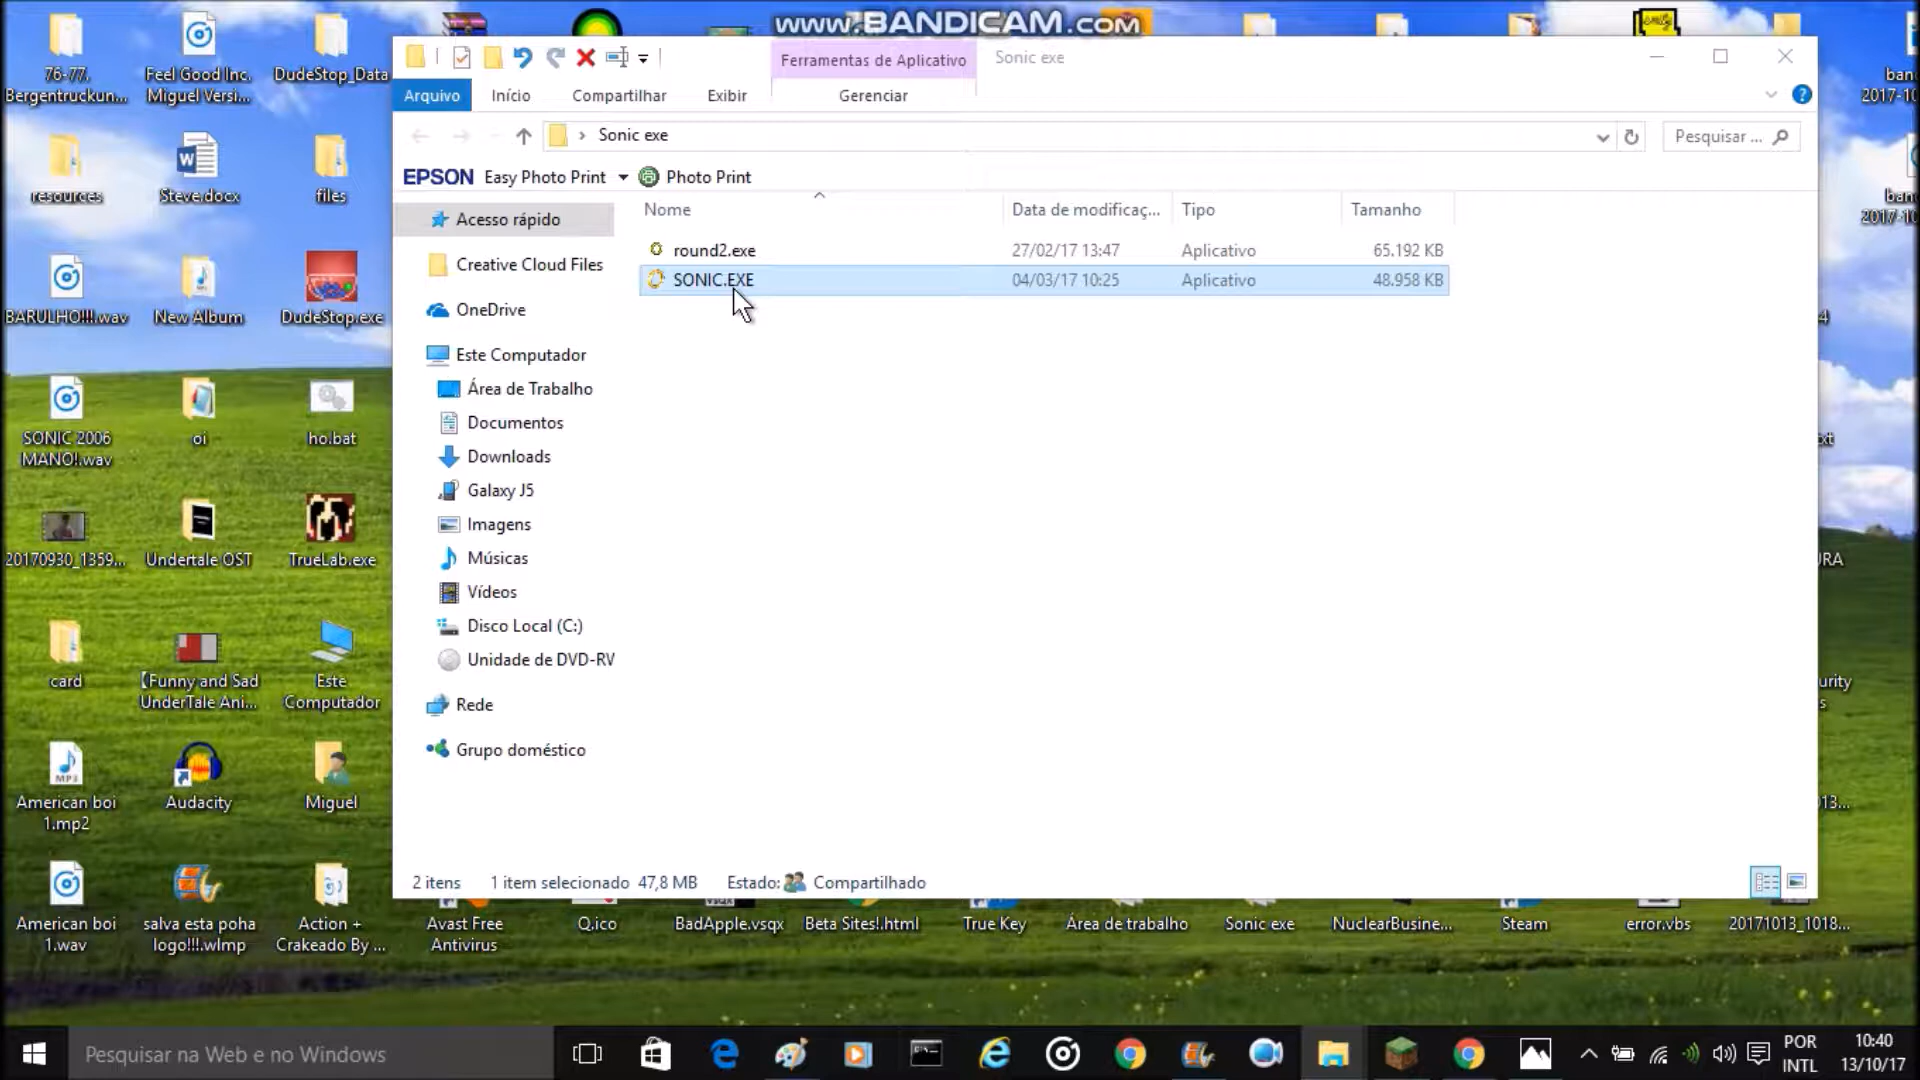 www.BANDICAM.com
Ferramentas de Aplicativo
Sonic exe
Arquivo
Início
Compartilhar
Exibir
Gerenciar
Sonic exe
Pesquisar ...
EPSON Easy Photo Print
Photo Print
Nome
Data de modificaç...
Tipo
Tamanho
round2.exe
27/02/17 13:47
Aplicativo
65.192 KB
SONIC.EXE
04/03/17 10:25
Aplicativo
48.958 KB
Acesso rápido
Creative Cloud Files
OneDrive
Este Computador
Área de Trabalho
Documentos
Downloads
Galaxy J5
Imagens
Músicas
Vídeos
Disco Local (C:)
Unidade de DVD-RV
Rede
Grupo doméstico
2 itens
1 item selecionado 47,8 MB
Estado:
Compartilhado
76-77.
Bergentruckun...
Feel Good Inc.
Miguel Versi...
DudeStop_Data
resources
Steve.docx
files
BARULHO!!!.wav
New Album
DudeStop.exe
SONIC 2006
MANO!.wav
oi
ho.bat
20170930_1359...
Undertale OST
TrueLab.exe
card
【Funny and Sad
UnderTale Ani...
Este
Computador
MP3
American boi
1.mp2
Audacity
Miguel
American boi
1.wav
salva esta poha
logo!!!.wlmp
Action +
Crakeado By ...
Avast Free
Antivirus
Q.ico
BadApple.vsqx
Beta Sites!.html
True Key
Área de trabalho
Sonic exe
NuclearBusine...
Steam
error.vbs
20171013_1018...
ban
2017-10
ban
2017-10
Pesquisar na Web e no Windows
POR
INTL
10:40
13/10/17